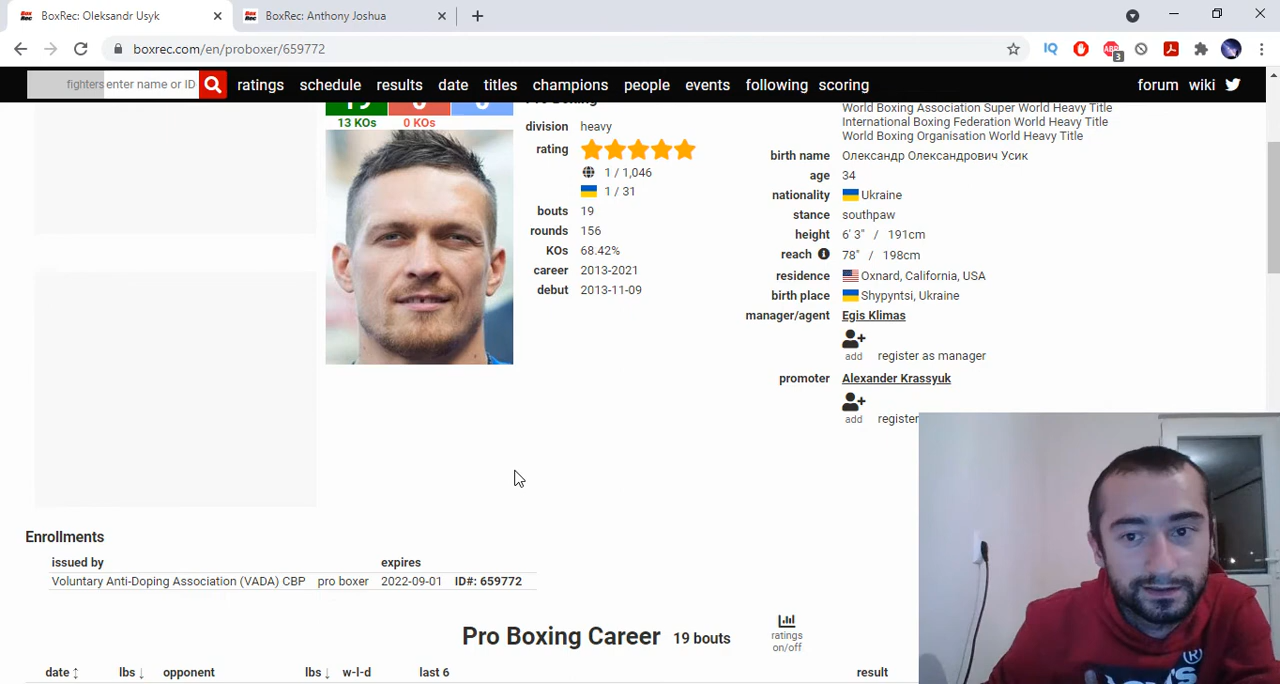 BoxRec: Oleksandr Usyk
BoxRec: Anthony Joshua
boxrec.com/en/proboxer/659772
fighters enter name or ID
ratings schedule results date titles champions people events following scoring forum wiki
13 KOs 0 KOs
division heavy
rating
1 / 1,046
1 / 31
bouts 19
rounds 156
KOs 68.42%
career 2013-2021
debut 2013-11-09
World Boxing Association Super World Heavy Title
International Boxing Federation World Heavy Title
World Boxing Organisation World Heavy Title
birth name Олександр Олександрович Усик
age 34
nationality Ukraine
stance southpaw
height 6' 3" / 191cm
reach 78" / 198cm
residence Oxnard, California, USA
birth place Shypyntsi, Ukraine
manager/agent Egis Klimas
add register as manager
promoter Alexander Krassyuk
add
Enrollments
issued by expires
Voluntary Anti-Doping Association (VADA) CBP pro boxer 2022-09-01 ID#: 659772
Pro Boxing Career 19 bouts
ratings
on/off
date lbs opponent lbs w-l-d last 6 result